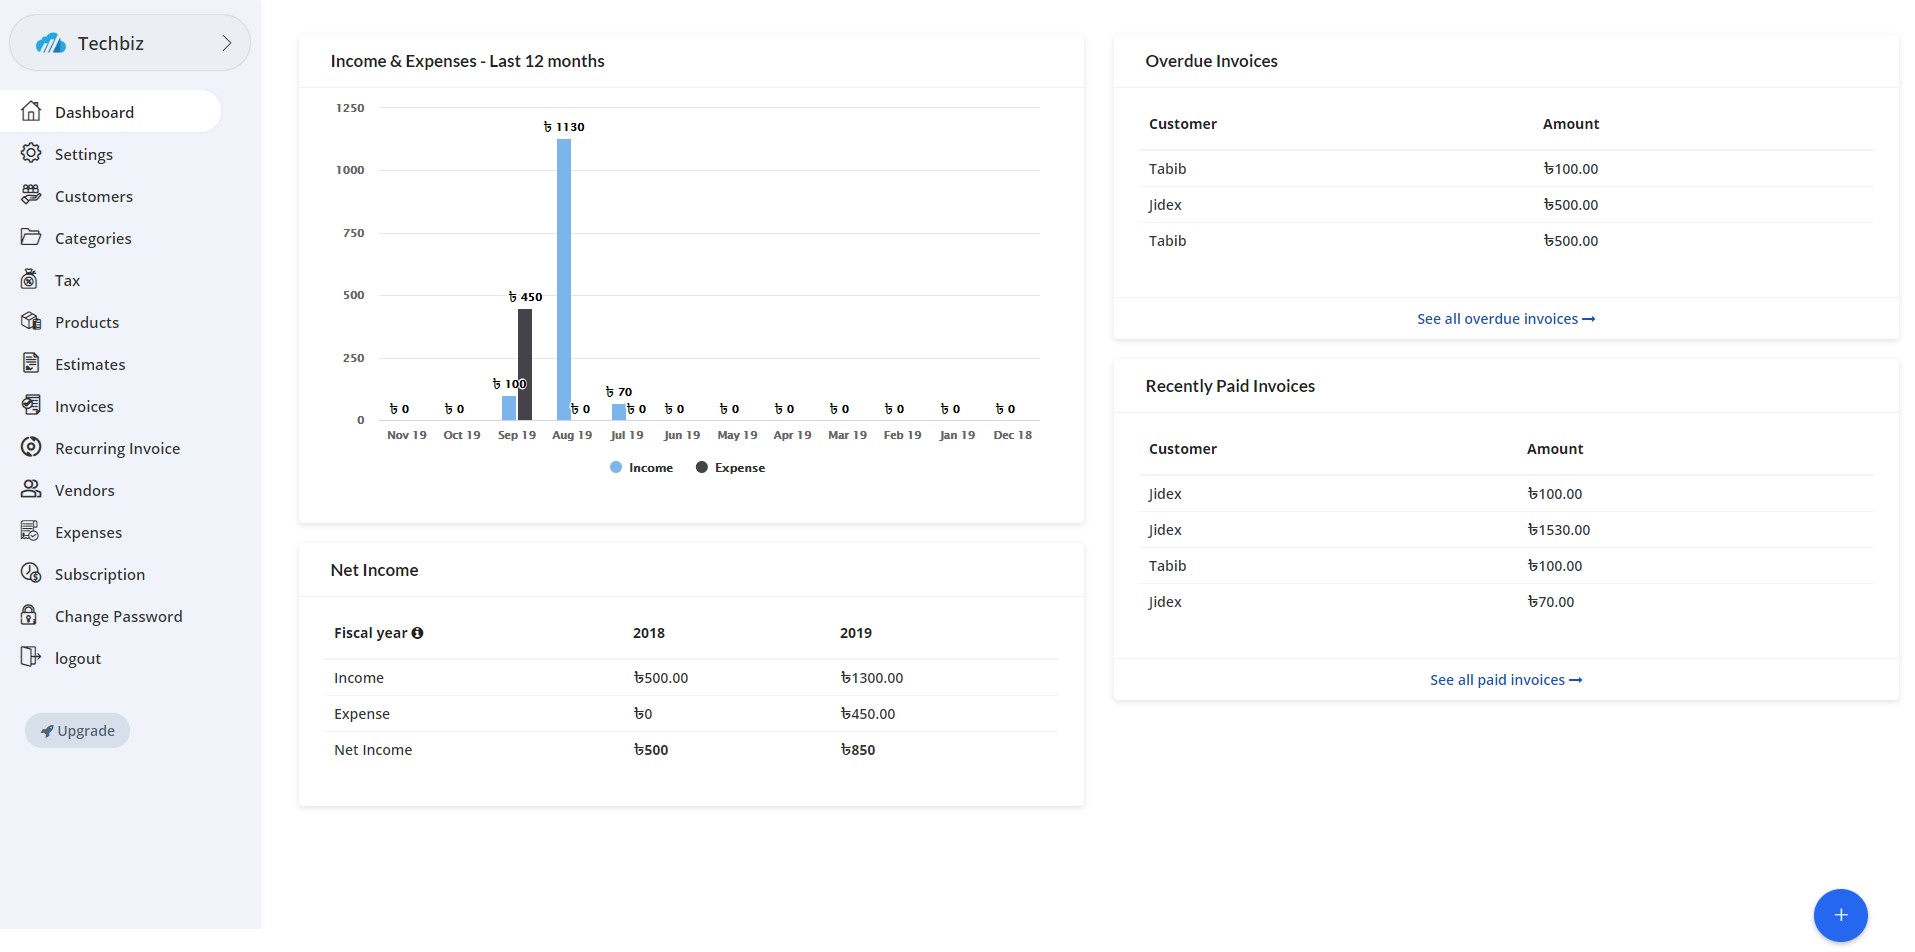 Techbiz
Dashboard
Settings
Customers
Categories
Tax
Products
Estimates
Invoices
Recurring Invoice
Vendors
Expenses
Subscription
Change Password
logout
Upgrade
Income & Expenses - Last 12 months
1250
1000
750
500
250
0
৳ 0
৳ 0
৳ 100
৳ 450
৳ 1130
৳ 0
৳ 70
৳ 0
৳ 0
৳ 0
৳ 0
৳ 0
৳ 0
৳ 0
৳ 0
Nov 19 Oct 19 Sep 19 Aug 19 Jul 19 Jun 19 May 19 Apr 19 Mar 19 Feb 19 Jan 19 Dec 18
Income Expense
Net Income
Fiscal year 2018 2019
Income ৳500.00 ৳1300.00
Expense ৳0 ৳450.00
Net Income ৳500 ৳850
Overdue Invoices
Customer Amount
Tabib ৳100.00
Jidex ৳500.00
Tabib ৳500.00
See all overdue invoices
Recently Paid Invoices
Customer Amount
Jidex ৳100.00
Jidex ৳1530.00
Tabib ৳100.00
Jidex ৳70.00
See all paid invoices